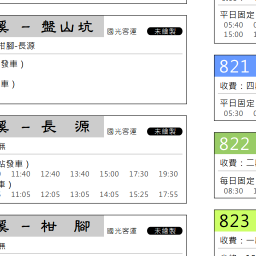 溪 - 盤山坑 國光客運 未繪製
柑腳-長源
發車)
車)
溪 - 長 源 國光客運 未繪製
無
站發車)
11:40 12:40 13:40 15:00 17:30 19:30
車)
11:05 12:05 13:05 14:05 15:25 17:55
溪 - 柑 腳 國光客運 未繪製
無
平日固定
05:40
15:00
821
收費：四
平日固定
05:30
822
收費：二
每日固定
08:30
823
收費：一